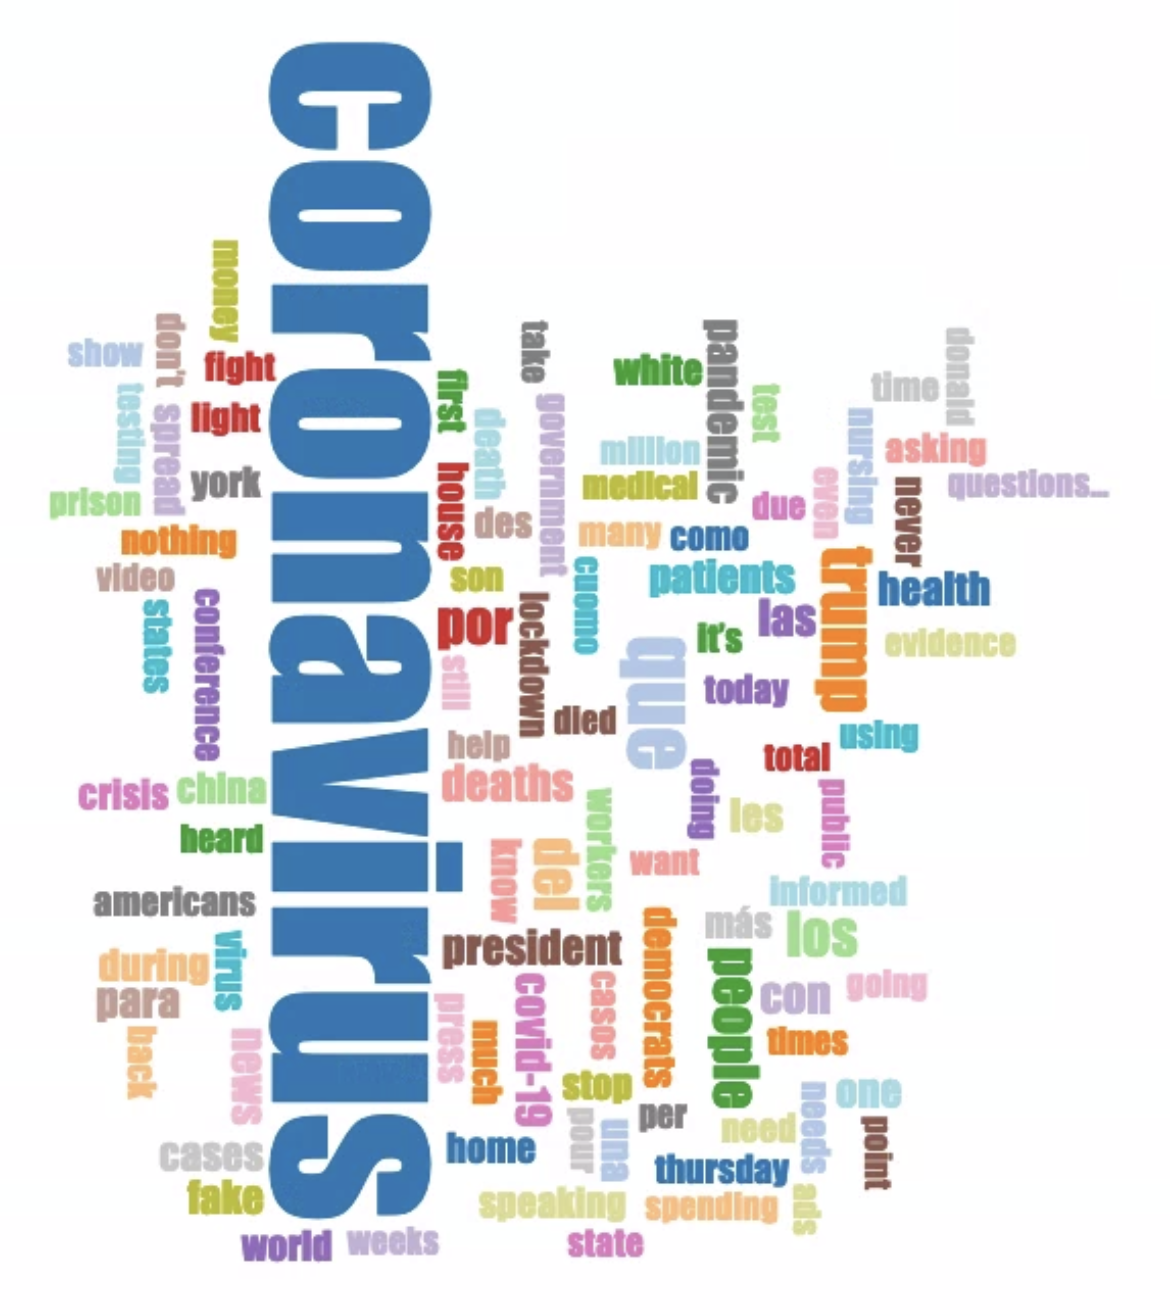 coronavirus
money
don't
show
fight
testing
spread
light
york
prison
nothing
video
states
conference
crisis
china
heard
americans
during
virus
para
back
news
cases
fake
world
weeks
take
first
death
government
house
des
son
por
still
lockdown
cuomo
died
help
deaths
white
pandemic
test
million
medical
many
como
due
even
nursing
time
donald
asking
questions...
never
patients
las
trump
health
evidence
it's
que
today
using
total
doing
les
public
workers
del
know
want
informed
más
los
president
democrats
people
con
going
times
press
much
covid-19
casos
stop
per
one
need
needs
point
home
pour
una
thursday
speaking
spending
ads
state